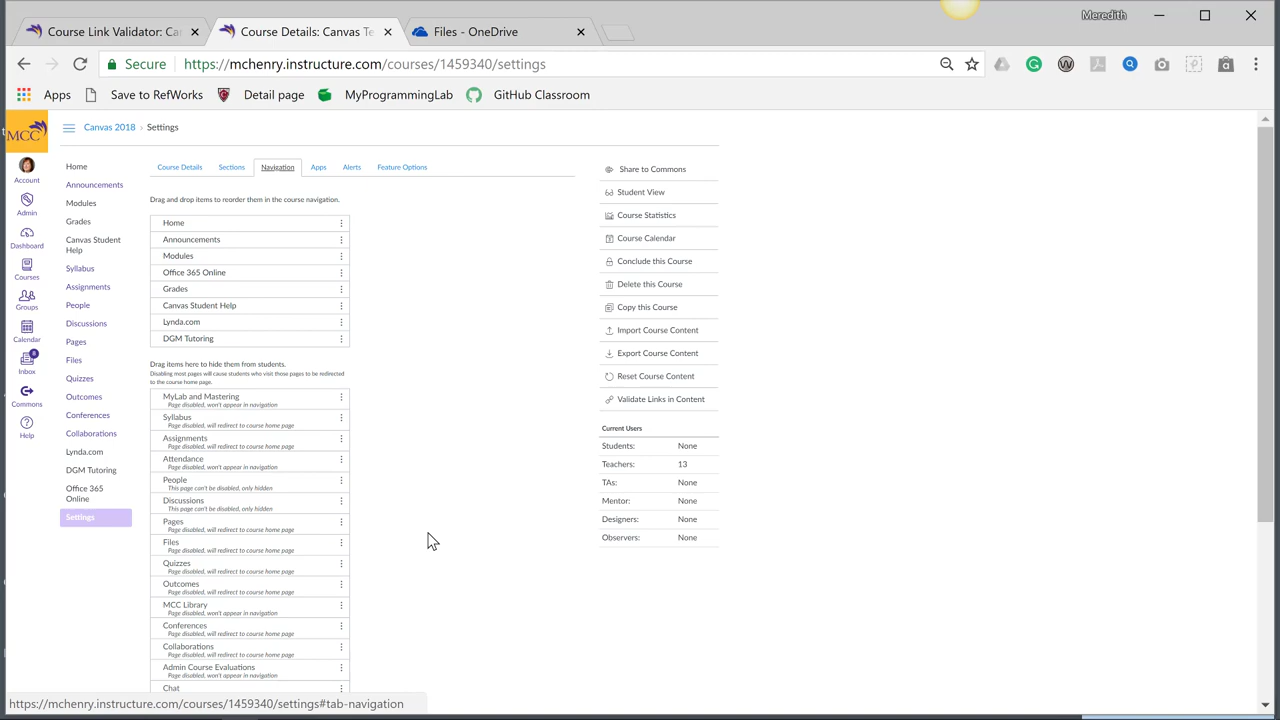 Meredith
Course Link Validator: Ca
Course Details: Canvas Te
Files - OneDrive
Secure
https://mchenry.instructure.com/courses/1459340/settings
Apps
Save to RefWorks
Detail page
MyProgrammingLab
GitHub Classroom
MCC
Canvas 2018 › Settings
Account
Admin
Dashboard
Courses
Groups
Calendar
8
Inbox
Commons
Help
Home
Announcements
Modules
Grades
Canvas Student
Help
Syllabus
Assignments
People
Discussions
Pages
Files
Quizzes
Outcomes
Conferences
Collaborations
Lynda.com
DGM Tutoring
Office 365
Online
Settings
Course Details
Sections
Navigation
Apps
Alerts
Feature Options
Drag and drop items to reorder them in the course navigation.
Home
Announcements
Modules
Office 365 Online
Grades
Canvas Student Help
Lynda.com
DGM Tutoring
Drag items here to hide them from students.
Disabling most pages will cause students who visit those pages to be redirected
to the course home page.
MyLab and Mastering
Page disabled, won't appear in navigation
Syllabus
Page disabled, will redirect to course home page
Assignments
Page disabled, will redirect to course home page
Attendance
Page disabled, won't appear in navigation
People
This page can't be disabled, only hidden
Discussions
This page can't be disabled, only hidden
Pages
Page disabled, will redirect to course home page
Files
Page disabled, will redirect to course home page
Quizzes
Page disabled, will redirect to course home page
Outcomes
Page disabled, will redirect to course home page
MCC Library
Page disabled, won't appear in navigation
Conferences
Page disabled, will redirect to course home page
Collaborations
Page disabled, will redirect to course home page
Admin Course Evaluations
Page disabled, won't appear in navigation
Chat
Share to Commons
Student View
Course Statistics
Course Calendar
Conclude this Course
Delete this Course
Copy this Course
Import Course Content
Export Course Content
Reset Course Content
Validate Links in Content
Current Users
Students: None
Teachers: 13
TAs: None
Mentor: None
Designers: None
Observers: None
https://mchenry.instructure.com/courses/1459340/settings#tab-navigation